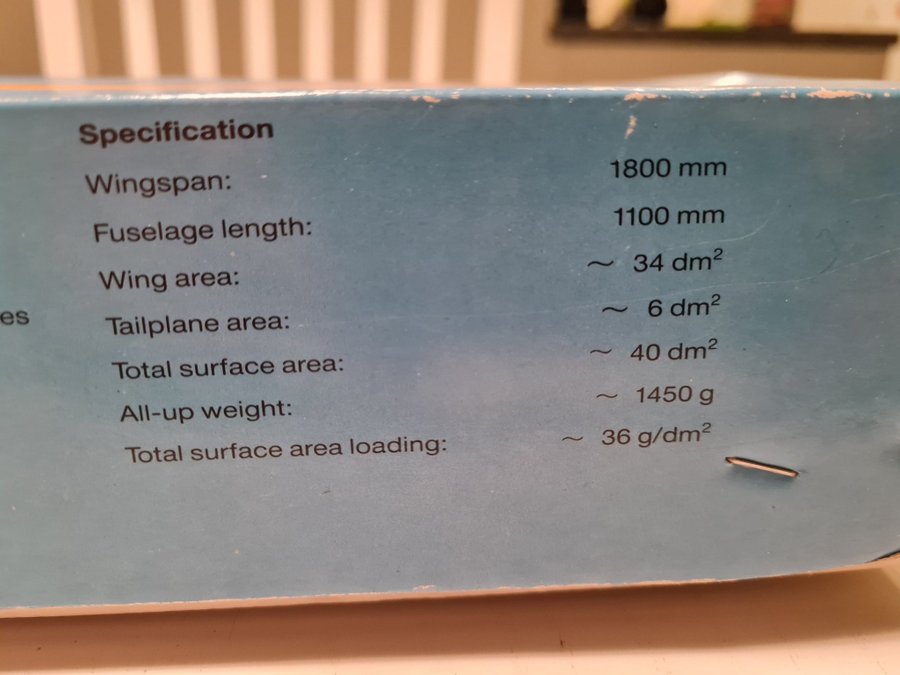 Specification
Wingspan: 1800 mm
Fuselage length: 1100 mm
Wing area: ~ 34 dm²
es
Tailplane area: ~ 6 dm²
Total surface area: ~ 40 dm²
All-up weight: ~ 1450 g
Total surface area loading: ~ 36 g/dm²